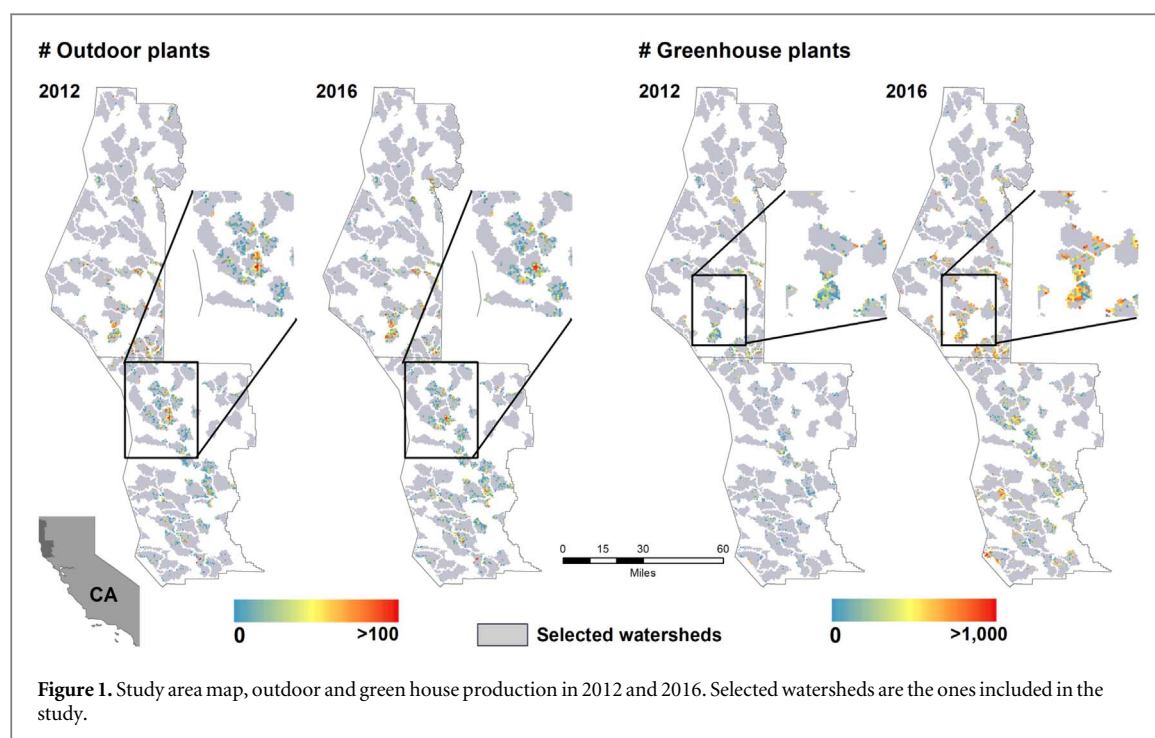 # Outdoor plants
# Greenhouse plants
2012
2016
2012
2016
0
15
30
60
Miles
CA
0
>100
Selected watersheds
0
>1,000
Figure 1. Study area map, outdoor and green house production in 2012 and 2016. Selected watersheds are the ones included in the
study.